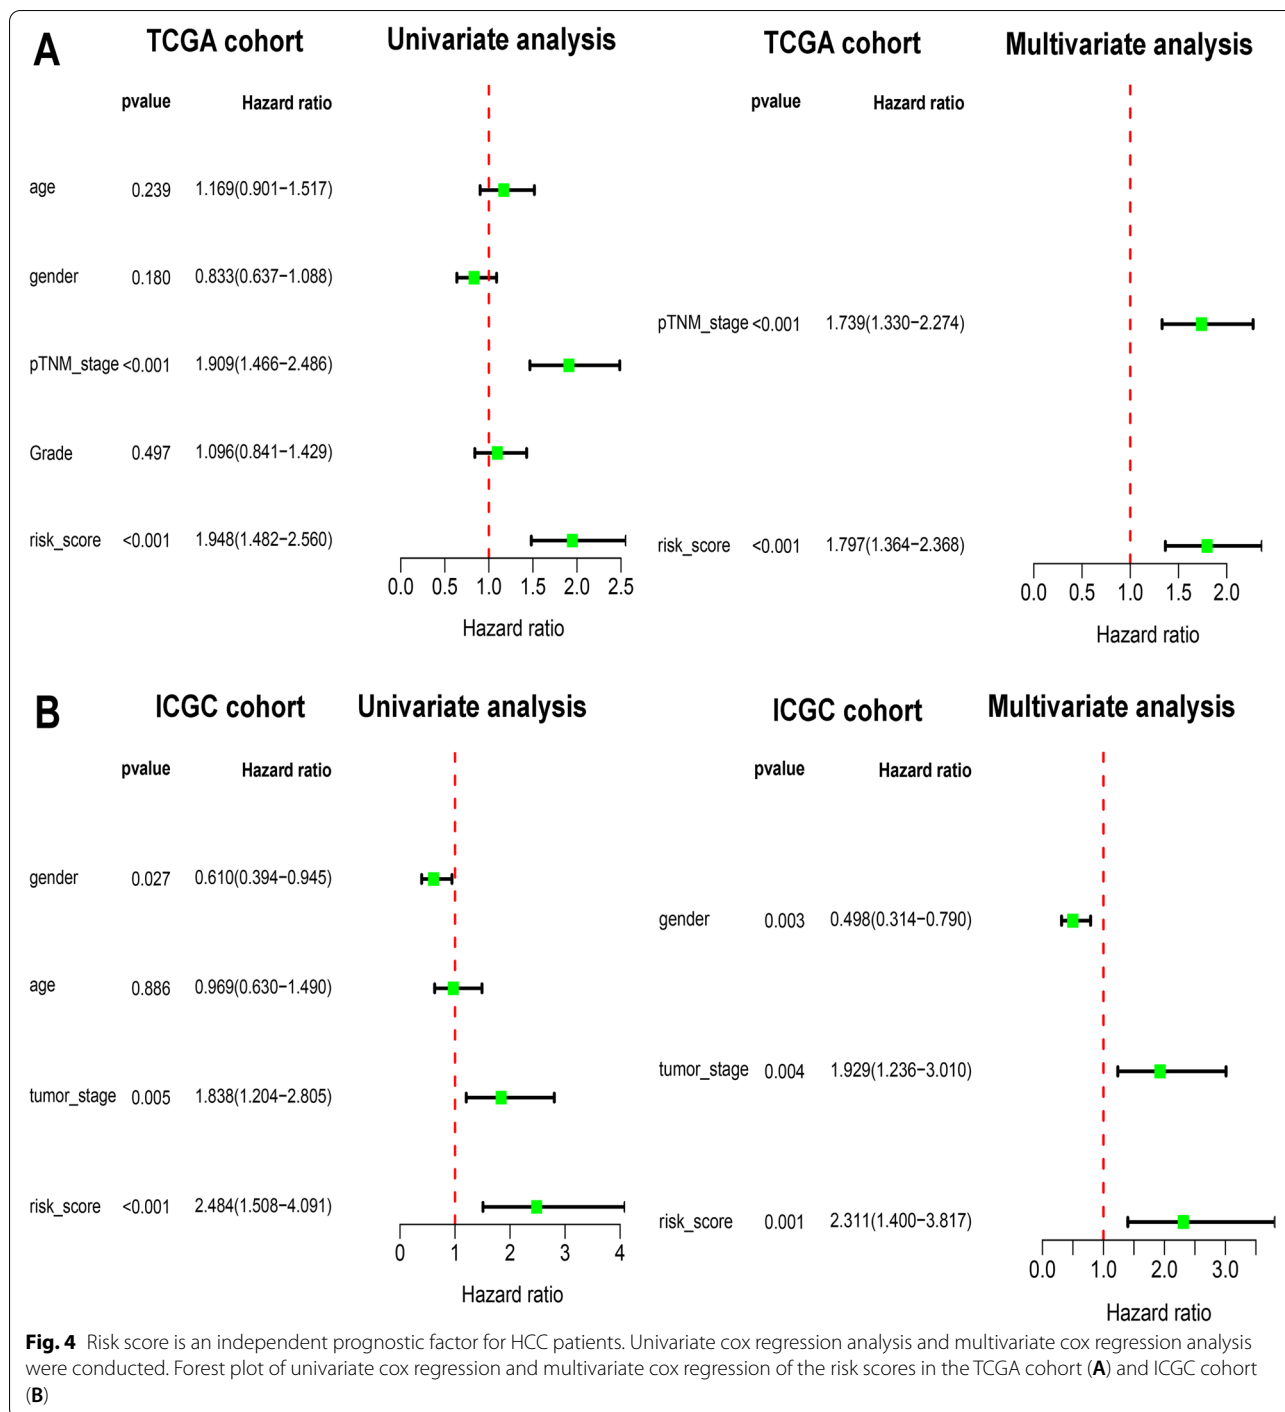 A TCGA cohort Univariate analysis
pvalue Hazard ratio
age 0.239 1.169(0.901−1.517)
gender 0.180 0.833(0.637−1.088)
pTNM_stage <0.001 1.909(1.466−2.486)
Grade 0.497 1.096(0.841−1.429)
risk_score <0.001 1.948(1.482−2.560)
0.0 0.5 1.0 1.5 2.0 2.5
Hazard ratio
TCGA cohort Multivariate analysis
pvalue Hazard ratio
pTNM_stage <0.001 1.739(1.330−2.274)
risk_score <0.001 1.797(1.364−2.368)
0.0 0.5 1.0 1.5 2.0
Hazard ratio
B ICGC cohort Univariate analysis
pvalue Hazard ratio
gender 0.027 0.610(0.394−0.945)
age 0.886 0.969(0.630−1.490)
tumor_stage 0.005 1.838(1.204−2.805)
risk_score <0.001 2.484(1.508−4.091)
0 1 2 3 4
Hazard ratio
ICGC cohort Multivariate analysis
pvalue Hazard ratio
gender 0.003 0.498(0.314−0.790)
tumor_stage 0.004 1.929(1.236−3.010)
risk_score 0.001 2.311(1.400−3.817)
0.0 1.0 2.0 3.0
Hazard ratio
Fig. 4 Risk score is an independent prognostic factor for HCC patients. Univariate cox regression analysis and multivariate cox regression analysis
were conducted. Forest plot of univariate cox regression and multivariate cox regression of the risk scores in the TCGA cohort (A) and ICGC cohort
(B)